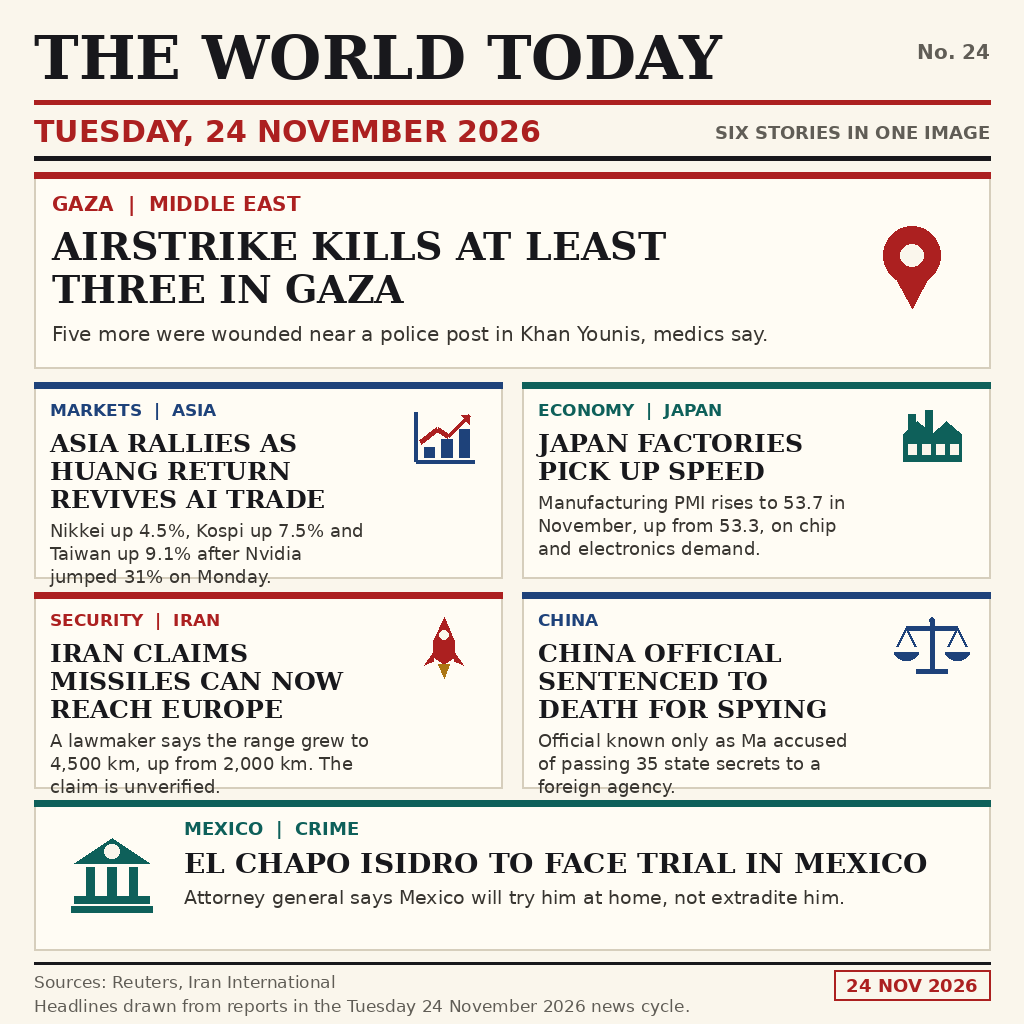 THE WORLD TODAY
No. 24
TUESDAY, 24 NOVEMBER 2026
SIX STORIES IN ONE IMAGE
GAZA | MIDDLE EAST
AIRSTRIKE KILLS AT LEAST
THREE IN GAZA
Five more were wounded near a police post in Khan Younis, medics say.
MARKETS | ASIA
ASIA RALLIES AS
HUANG RETURN
REVIVES AI TRADE
Nikkei up 4.5%, Kospi up 7.5% and
Taiwan up 9.1% after Nvidia
jumped 31% on Monday.
ECONOMY | JAPAN
JAPAN FACTORIES
PICK UP SPEED
Manufacturing PMI rises to 53.7 in
November, up from 53.3, on chip
and electronics demand.
SECURITY | IRAN
IRAN CLAIMS
MISSILES CAN NOW
REACH EUROPE
A lawmaker says the range grew to
4,500 km, up from 2,000 km. The
claim is unverified.
CHINA
CHINA OFFICIAL
SENTENCED TO
DEATH FOR SPYING
Official known only as Ma accused
of passing 35 state secrets to a
foreign agency.
MEXICO | CRIME
EL CHAPO ISIDRO TO FACE TRIAL IN MEXICO
Attorney general says Mexico will try him at home, not extradite him.
Sources: Reuters, Iran International
Headlines drawn from reports in the Tuesday 24 November 2026 news cycle.
24 NOV 2026